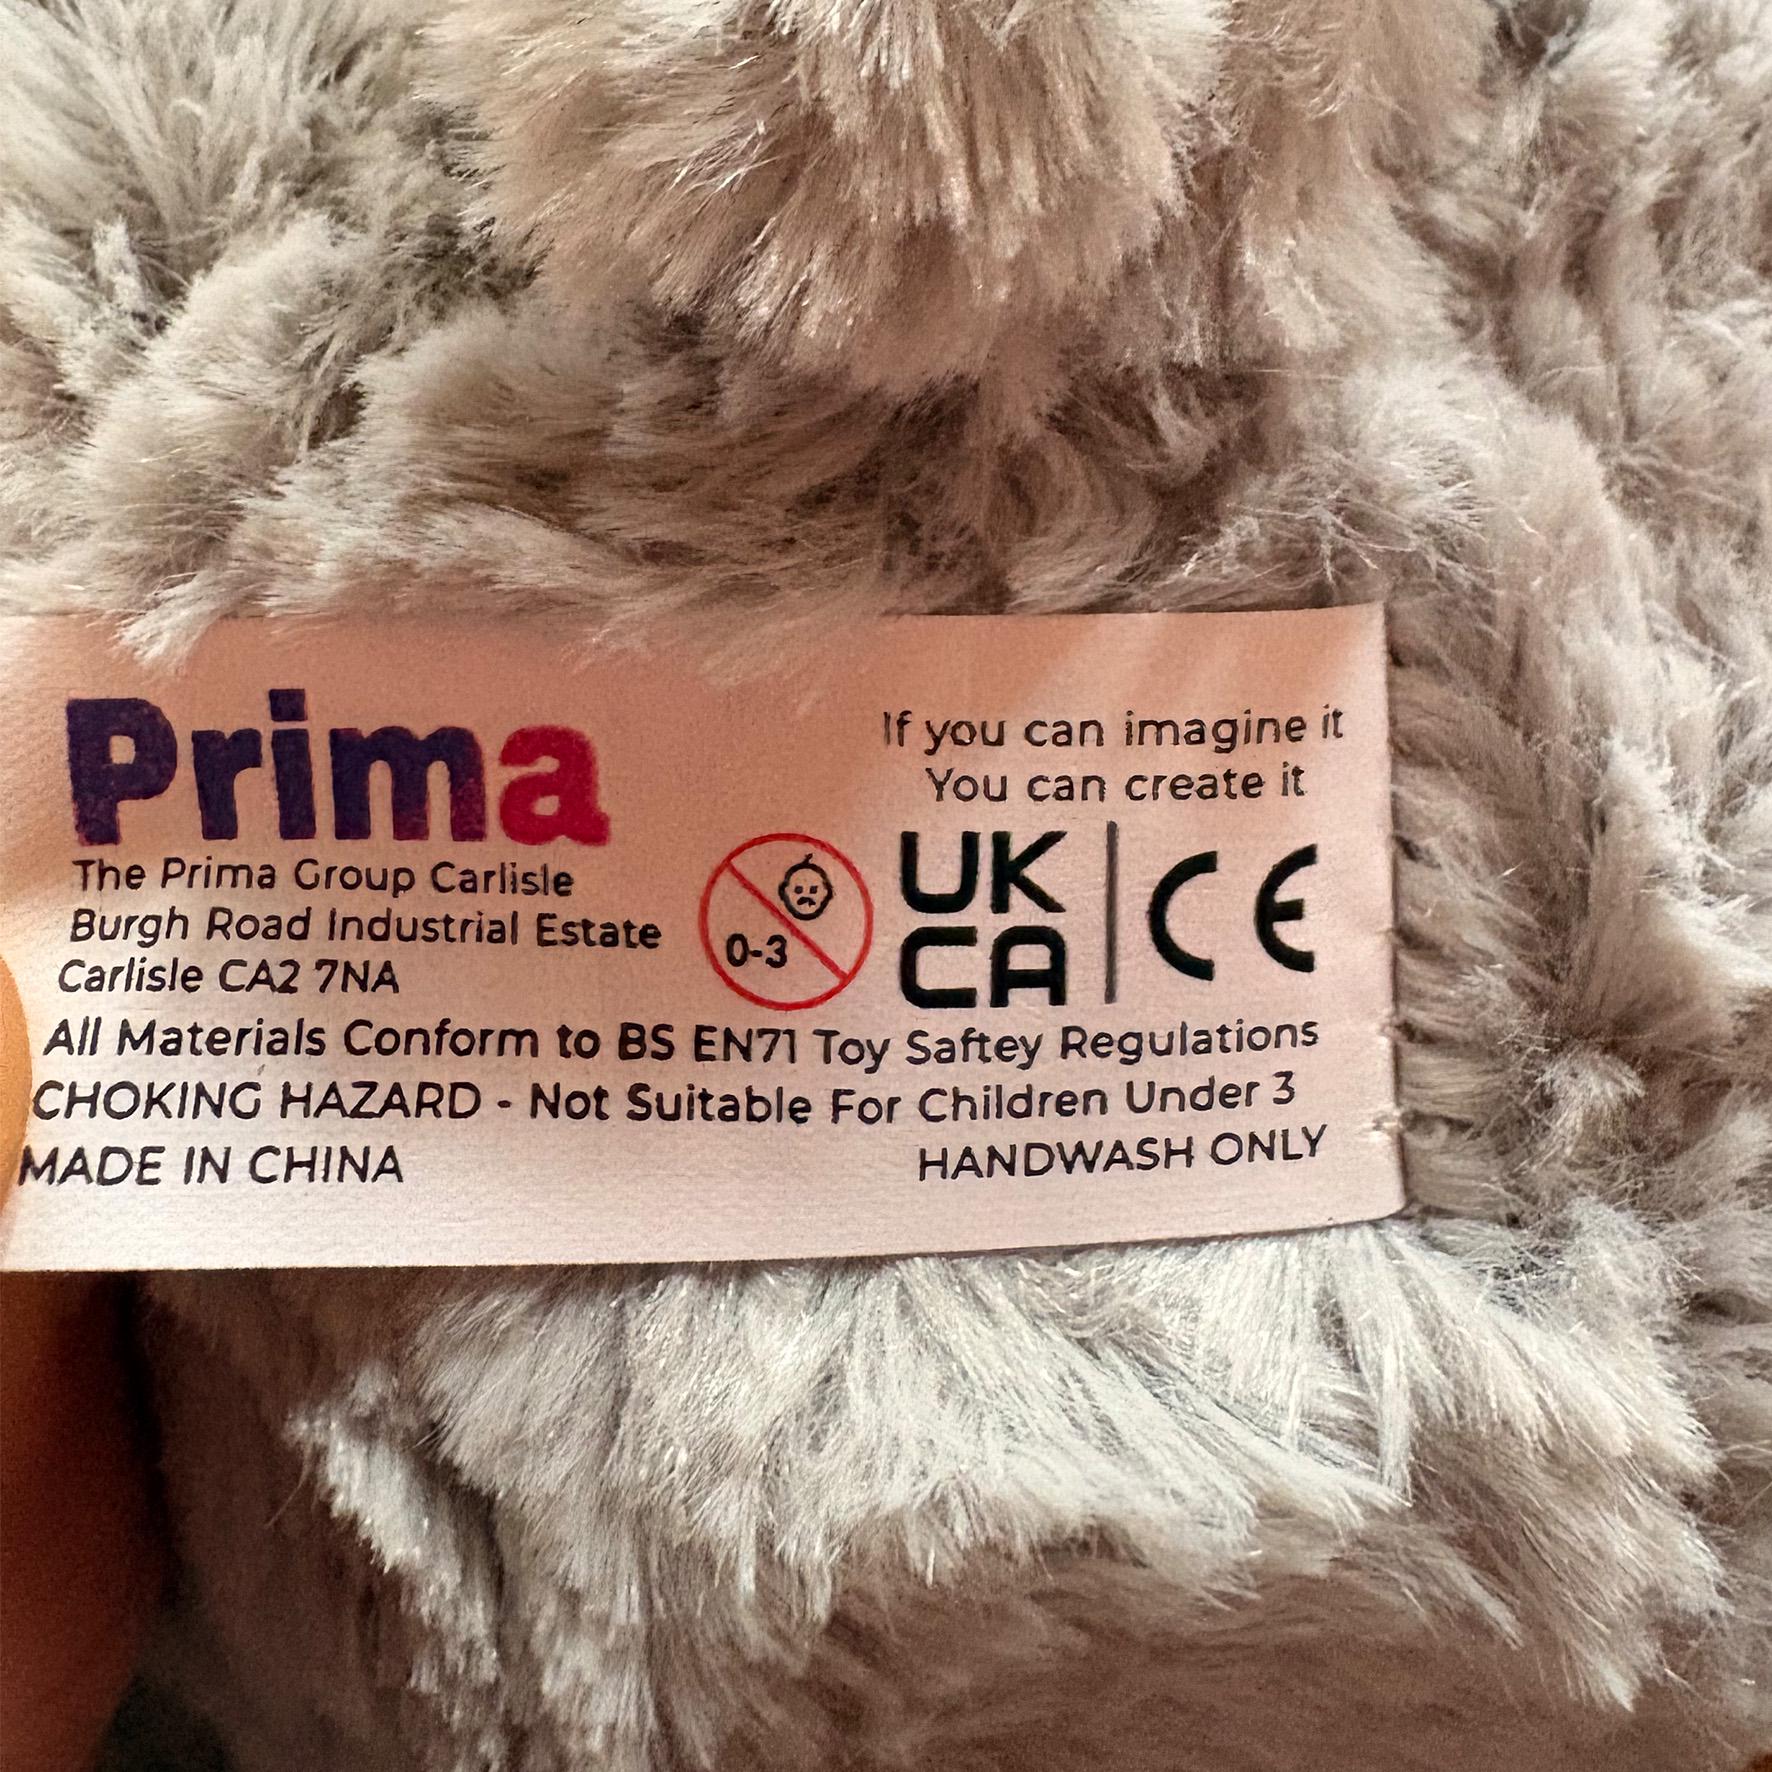 Prima
The Prima Group Carlisle
Burgh Road Industrial Estate
Carlisle CA2 7NA
If you can imagine it
You can create it
0-3
UK
CA
CE
All Materials Conform to BS EN71 Toy Saftey Regulations
CHOKING HAZARD - Not Suitable For Children Under 3
MADE IN CHINA
HANDWASH ONLY